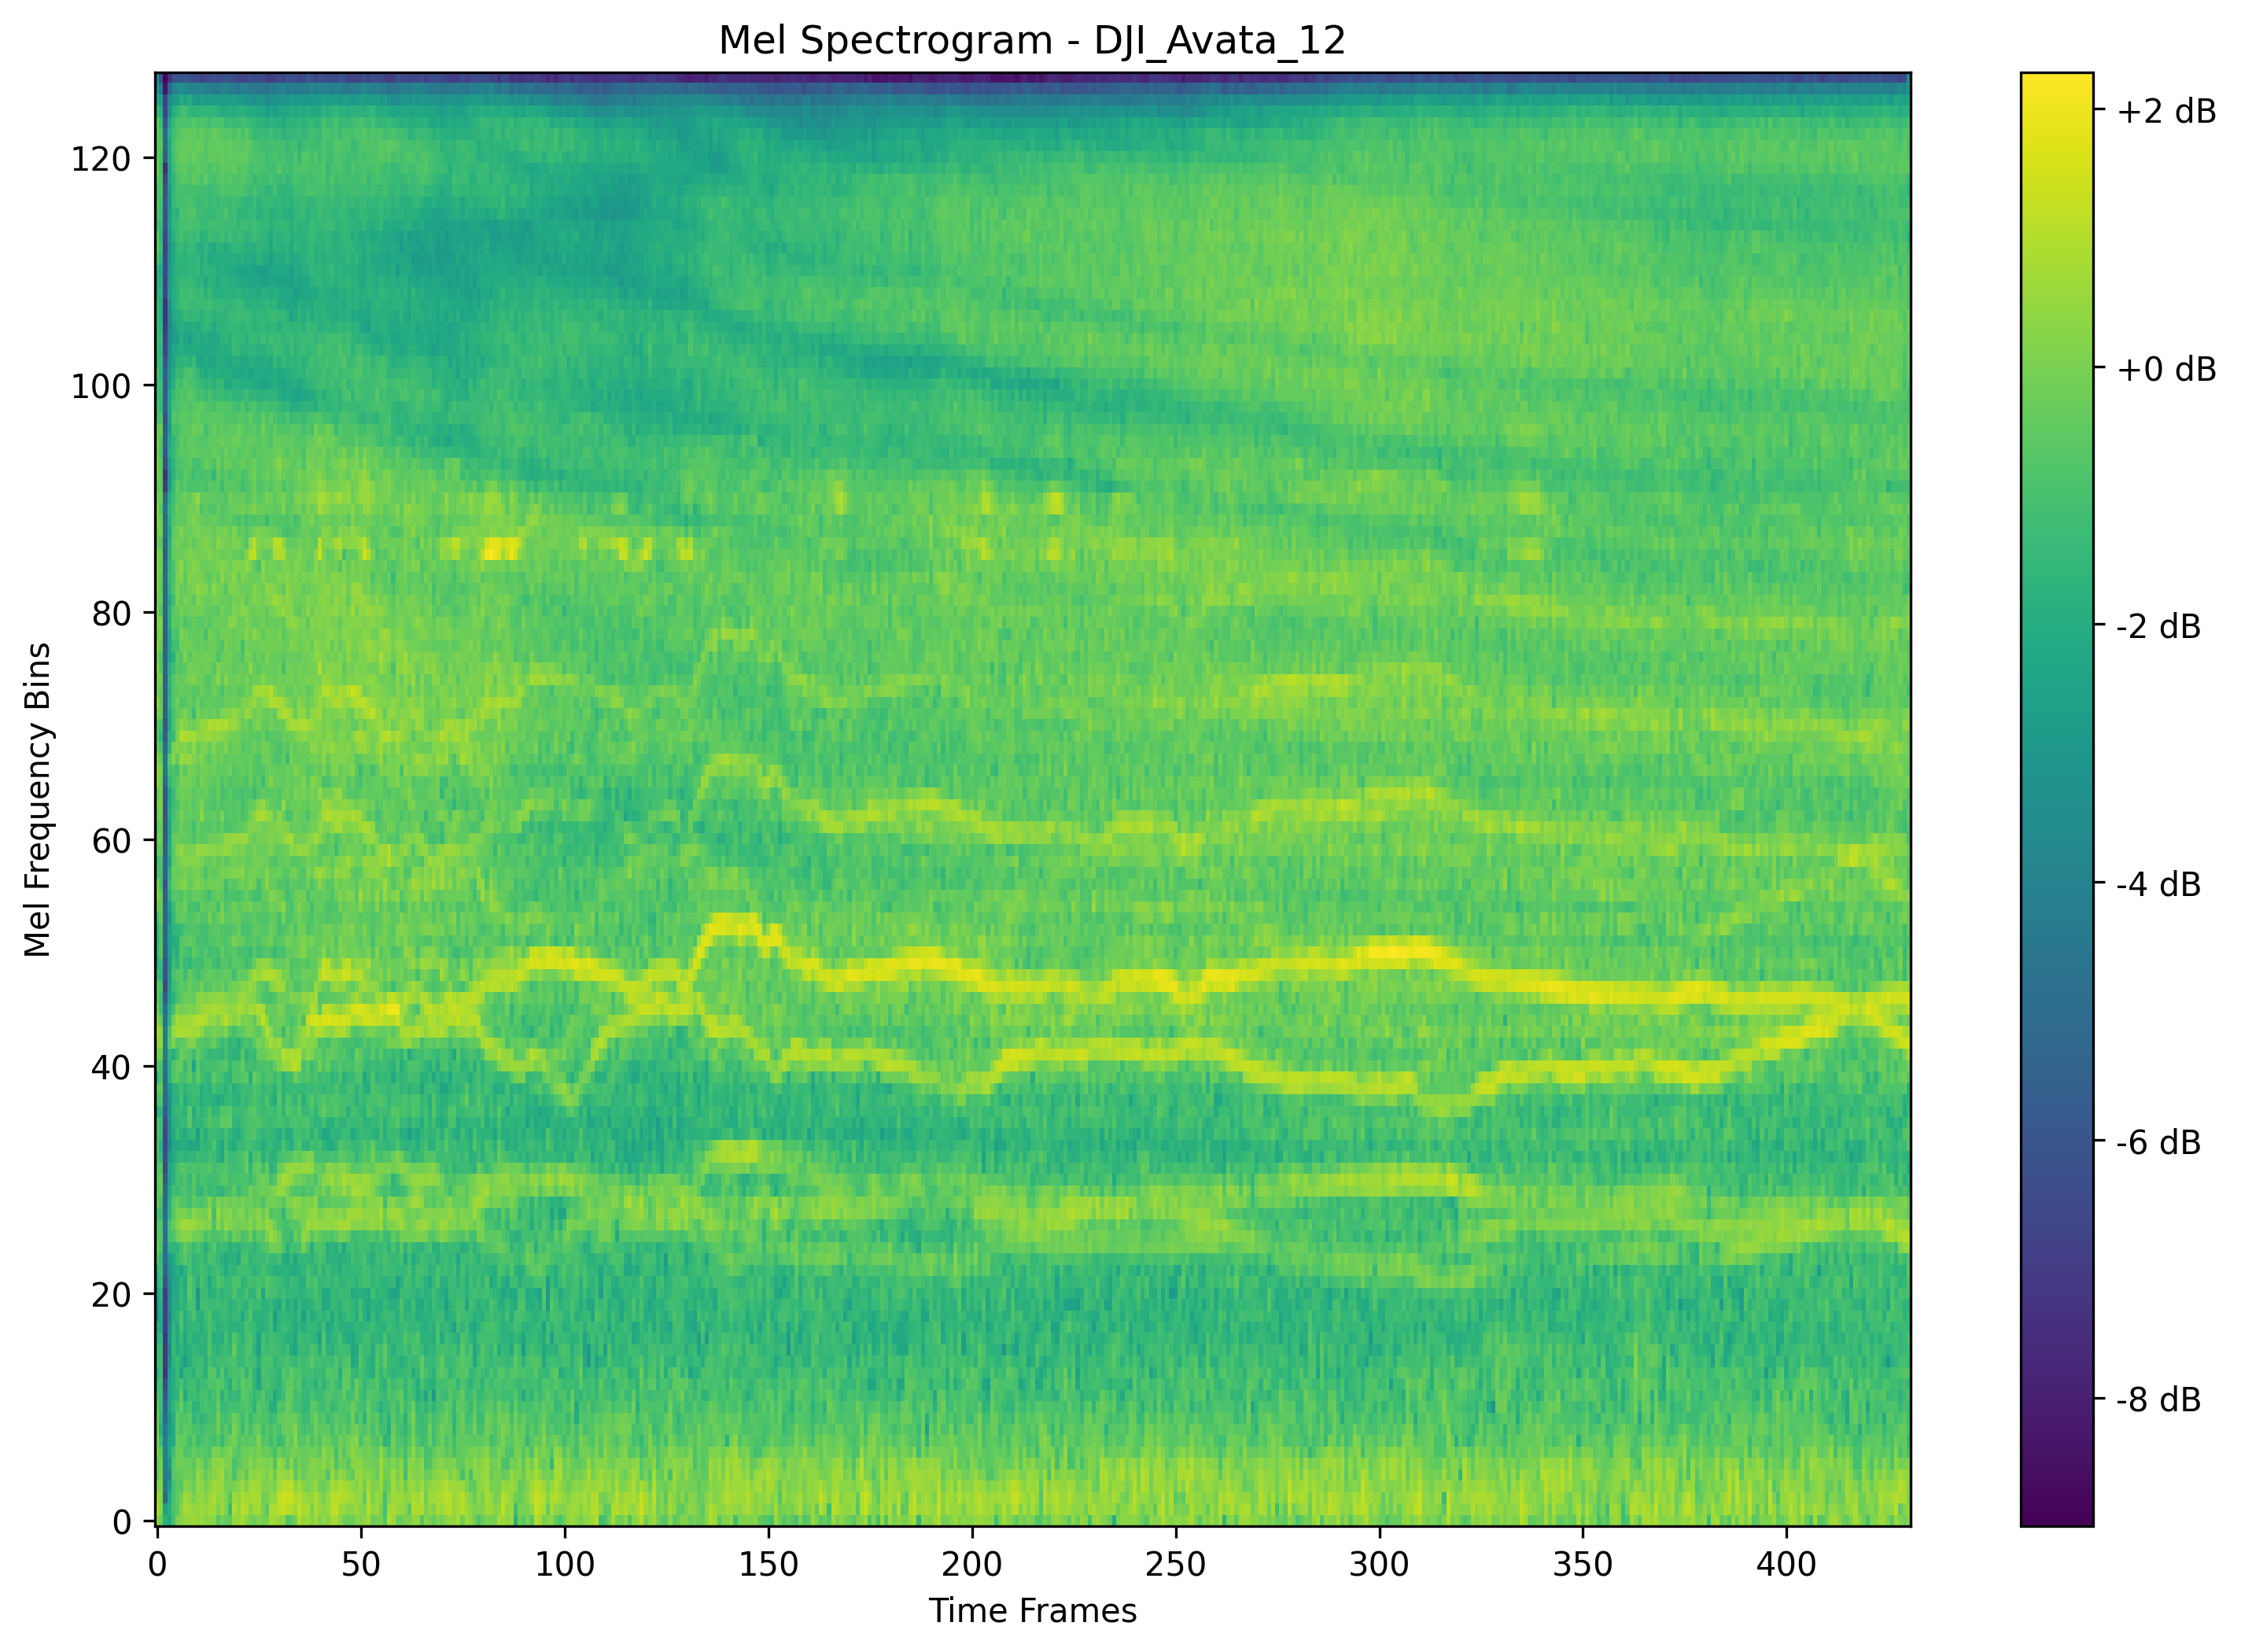 Mel Spectrogram - DJI_Avata_12
Mel Frequency Bins
120
100
80
60
40
20
0
0 50 100 150 200 250 300 350 400
Time Frames
+2 dB
+0 dB
-2 dB
-4 dB
-6 dB
-8 dB